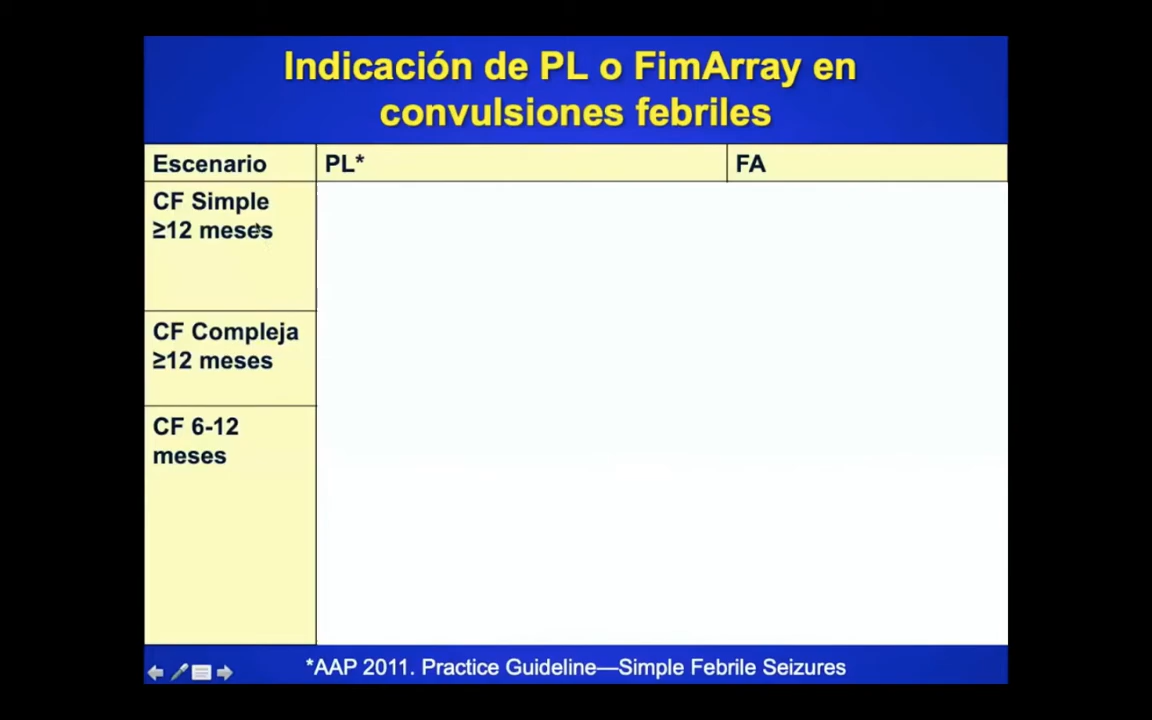 Indicación de PL o FimArray en
convulsiones febriles
Escenario PL* FA
CF Simple
≥12 meses
CF Compleja
≥12 meses
CF 6-12
meses
*AAP 2011. Practice Guideline—Simple Febrile Seizures